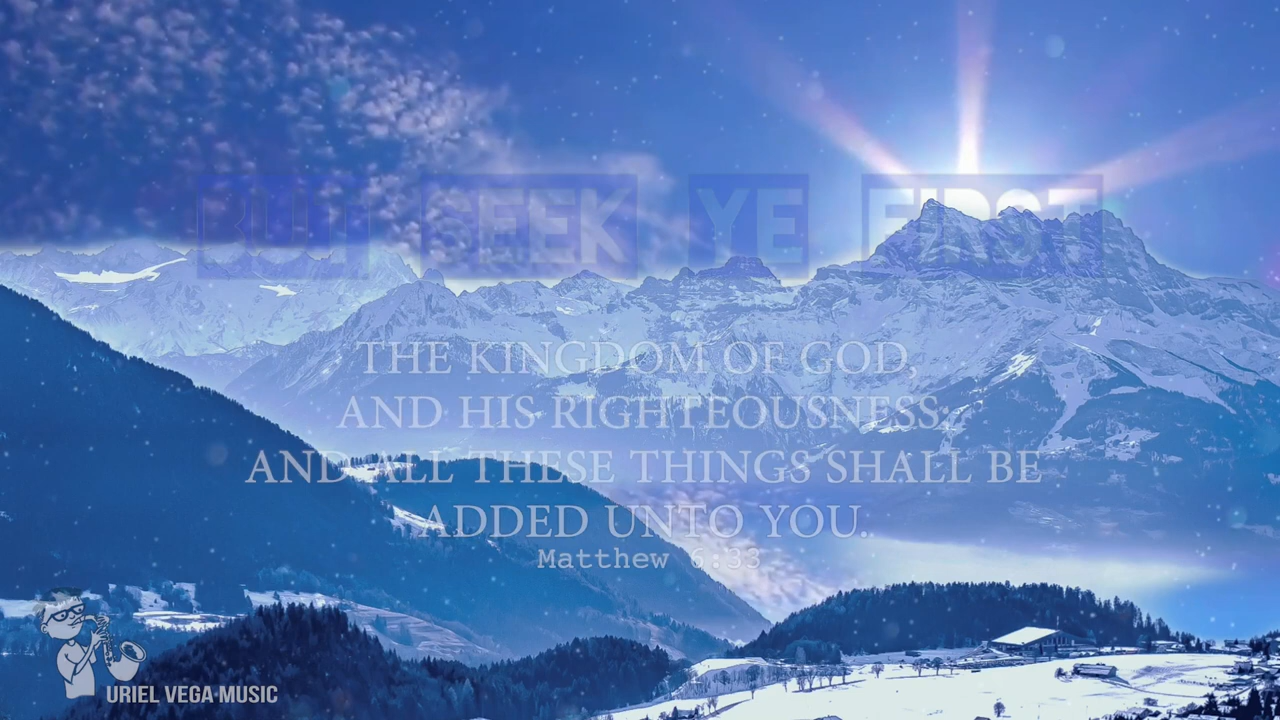 BUT SEEK YE FIRST
THE KINGDOM OF GOD,
AND HIS RIGHTEOUSNESS;
AND ALL THESE THINGS SHALL BE
ADDED UNTO YOU.
Matthew 6:33
URIEL VEGA MUSIC